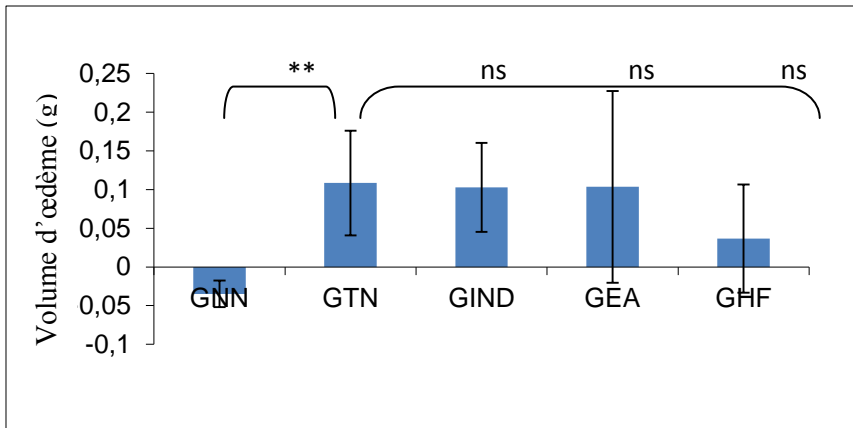 Volume d'œdème (g)
0,25
0,2
0,15
0,1
0,05
0
-0,05
-0,1
** ns ns ns
GNN GTN GIND GEA GHF